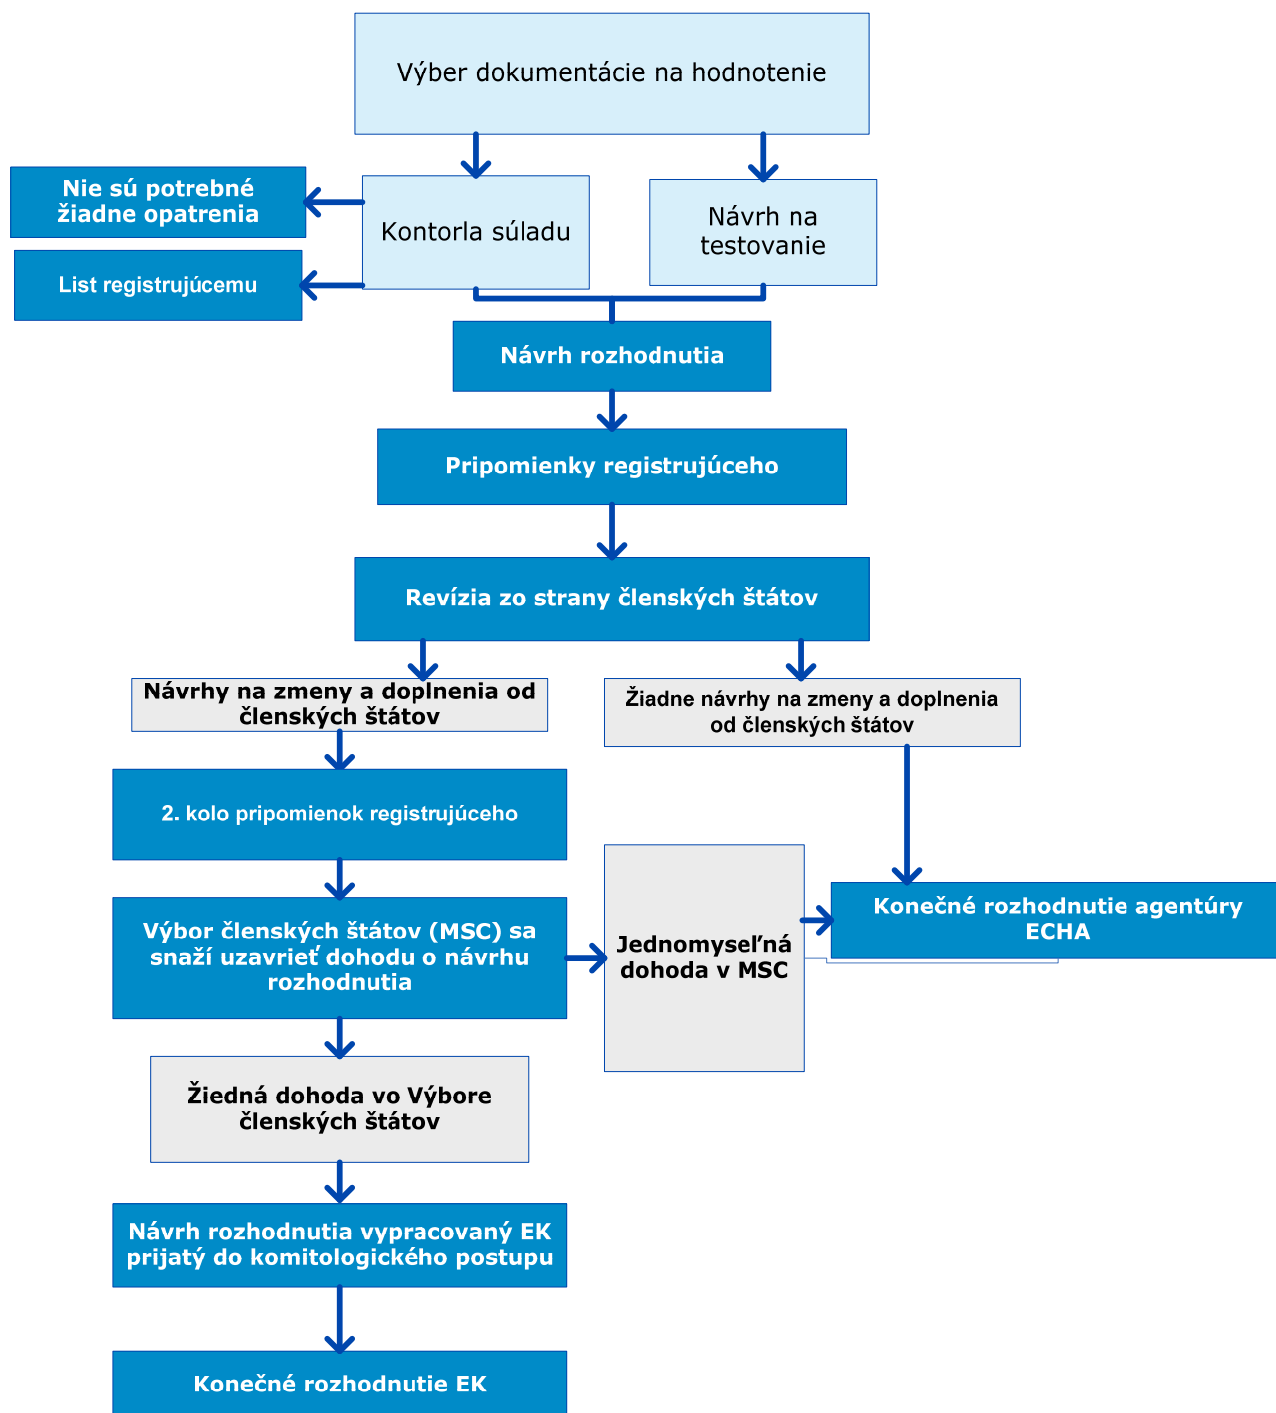 Výber dokumentácie na hodnotenie
Nie sú potrebné
žiadne opatrenia
Kontorla súladu
Návrh na
testovanie
List registrujúcemu
Návrh rozhodnutia
Pripomienky registrujúceho
Revízia zo strany členských štátov
Návrhy na zmeny a doplnenia od
členských štátov
Žiadne návrhy na zmeny a doplnenia
od členských štátov
2. kolo pripomienok registrujúceho
Výbor členských štátov (MSC) sa
snaží uzavrieť dohodu o návrhu
rozhodnutia
Jednomyseľná
dohoda v MSC
Konečné rozhodnutie agentúry
ECHA
Žiedná dohoda vo Výbore
členských štátov
Návrh rozhodnutia vypracovaný EK
prijatý do komitologického postupu
Konečné rozhodnutie EK